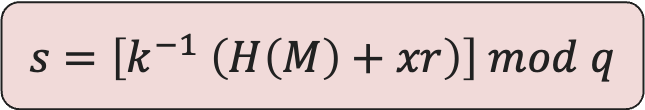 s = [k⁻¹ (H(M) + xr)] mod q